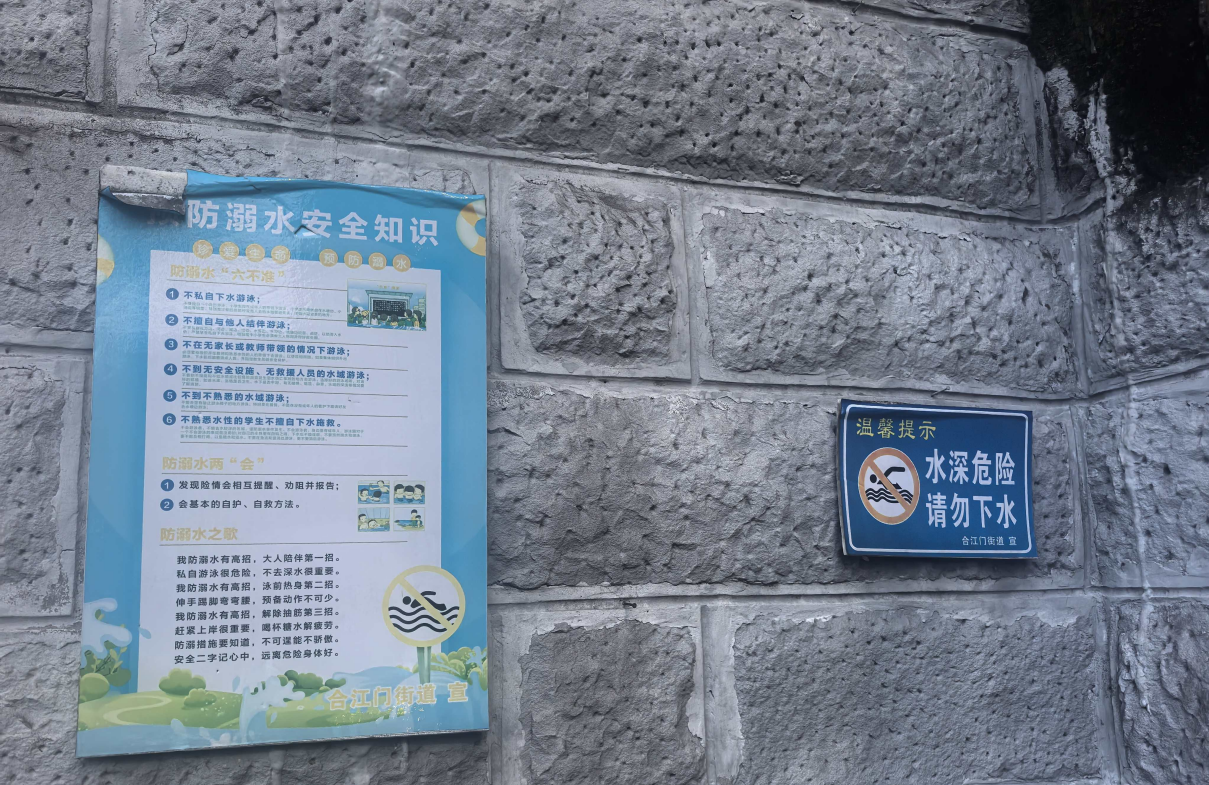 防溺水安全知识
珍爱生命 预防溺水
防溺水“六不准”
1 不私自下水游泳；
2 不擅自与他人结伴游泳；
3 不在无家长或教师带领的情况下游泳；
4 不到无安全设施、无救援人员的水域游泳；
5 不到不熟悉的水域游泳；
6 不熟悉水性的学生不擅自下水施救。
防溺水两“会”
1 发现险情会相互提醒、劝阻并报告；
2 会基本的自护、自救方法。
防溺水之歌
我防溺水有高招，大人陪伴第一招。
私自游泳很危险，不去深水很重要。
我防溺水有高招，泳前热身第二招。
伸手踢脚弯弯腰，预备动作不可少。
我防溺水有高招，解除抽筋第三招。
赶紧上岸很重要，喝杯糖水解疲劳。
防溺措施要知道，不可逞能不骄傲。
安全二字记心中，远离危险身体好。
合江门街道 宣
温馨提示
水深危险
请勿下水
合江门街道 宣